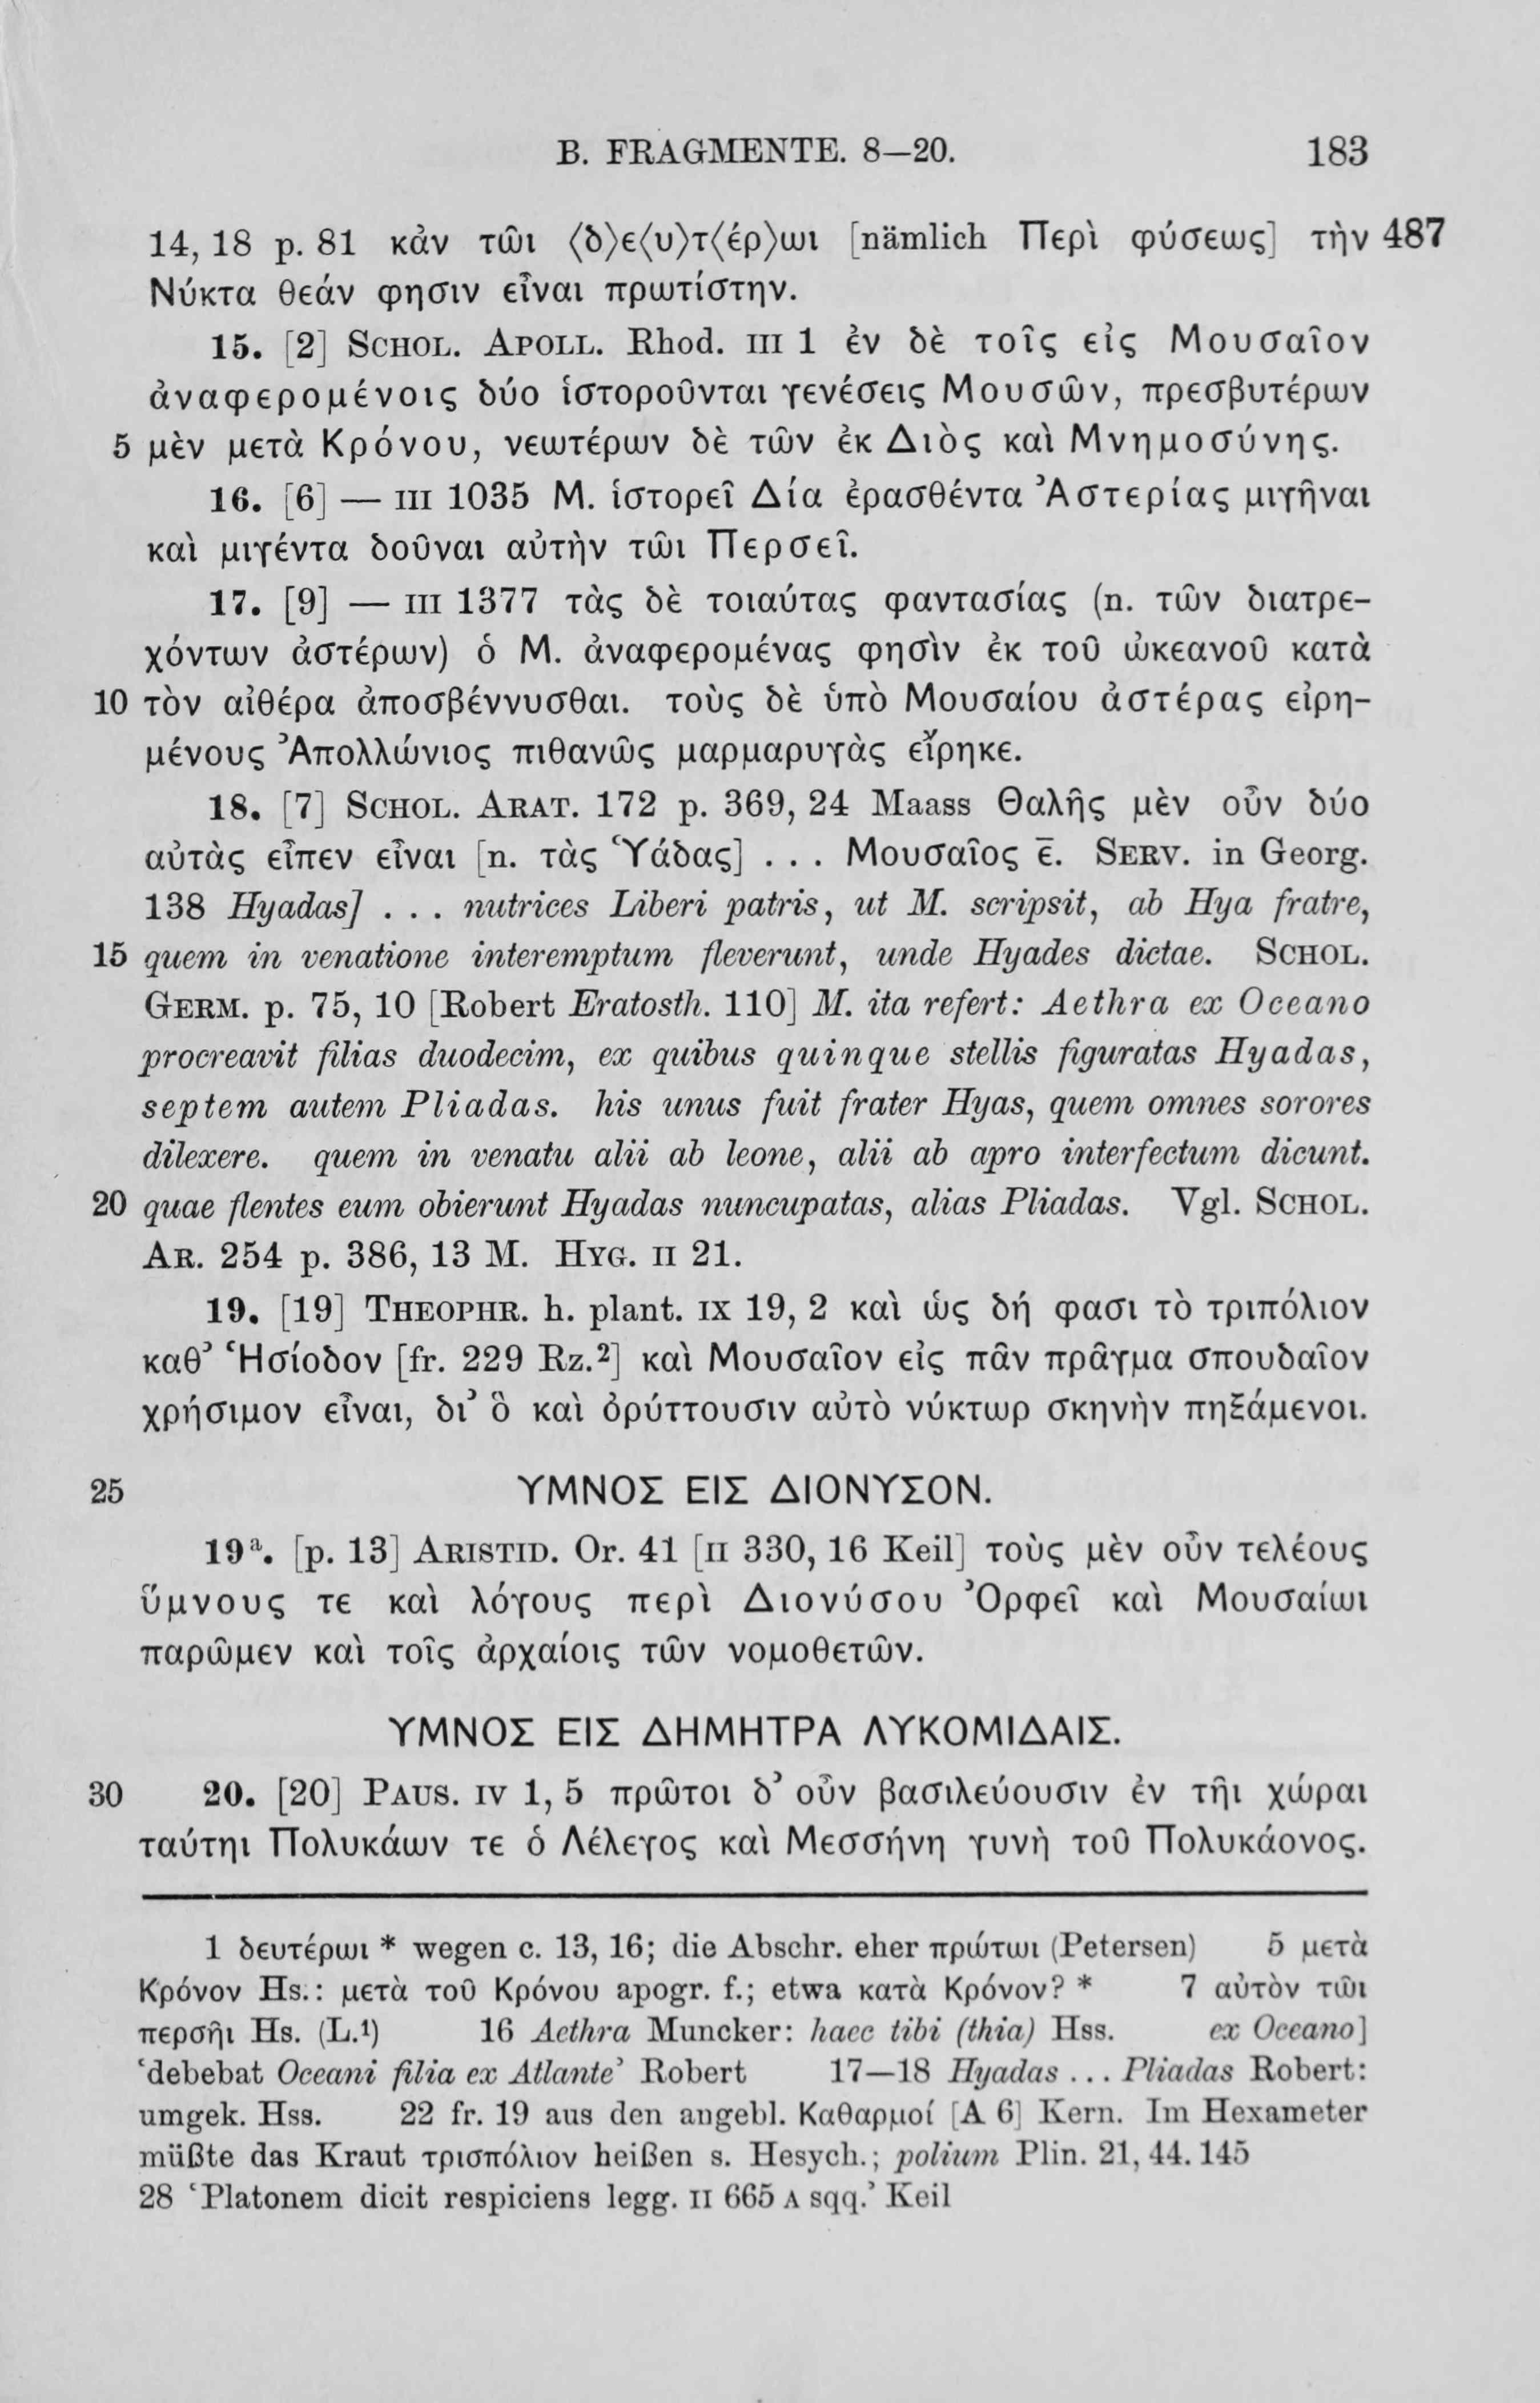 B. FRAGMENTE. 8—20. 183
14, 18 p. 81 κἀν τῶι ⟨δ⟩ε⟨υ⟩τ⟨έρ⟩ωι [nämlich Περὶ φύσεως] τὴν 487
Νύκτα θεάν φησιν εἶναι πρωτίστην.
15. [2] SCHOL. APOLL. Rhod. III 1 ἐν δὲ τοῖς εἰς Μουσαῖον
ἀναφερομένοις δύο ἱστοροῦνται γενέσεις Μουσῶν, πρεσβυτέρων
5 μὲν μετὰ Κρόνου, νεωτέρων δὲ τῶν ἐκ Διὸς καὶ Μνημοσύνης.
16. [6] — III 1035 Μ. ἱστορεῖ Δία ἐρασθέντα Ἀστερίας μιγῆναι
καὶ μιγέντα δοῦναι αὐτὴν τῶι Περσεῖ.
17. [9] — III 1377 τὰς δὲ τοιαύτας φαντασίας (n. τῶν διατρε-
χόντων ἀστέρων) ὁ Μ. ἀναφερομένας φησὶν ἐκ τοῦ ὠκεανοῦ κατὰ
10 τὸν αἰθέρα ἀποσβέννυσθαι. τοὺς δὲ ὑπὸ Μουσαίου ἀστέρας εἰρη-
μένους Ἀπολλώνιος πιθανῶς μαρμαρυγὰς εἴρηκε.
18. [7] SCHOL. ARAT. 172 p. 369, 24 Maass Θαλῆς μὲν οὖν δύο
αὐτὰς εἶπεν εἶναι [n. τὰς Ὑάδας] . . . Μουσαῖος ε̄. SERV. in Georg.
138 Hyadas] . . . nutrices Liberi patris, ut M. scripsit, ab Hya fratre,
15 quem in venatione interemptum fleverunt, unde Hyades dictae. SCHOL.
GERM. p. 75, 10 [Robert Eratosth. 110] M. ita refert: Aethra ex Oceano
procreavit filias duodecim, ex quibus quinque stellis figuratas Hyadas,
septem autem Pliadas. his unus fuit frater Hyas, quem omnes sorores
dilexere. quem in venatu alii ab leone, alii ab apro interfectum dicunt.
20 quae flentes eum obierunt Hyadas nuncupatas, alias Pliadas. Vgl. SCHOL.
AR. 254 p. 386, 13 M. HYG. II 21.
19. [19] THEOPHR. h. plant. IX 19, 2 καὶ ὡς δή φασι τὸ τριπόλιον
καθ’ Ἡσίοδον [fr. 229 Rz.²] καὶ Μουσαῖον εἰς πᾶν πρᾶγμα σπουδαῖον
χρήσιμον εἶναι, δι’ ὃ καὶ ὀρύττουσιν αὐτὸ νύκτωρ σκηνὴν πηξάμενοι.
25 ΥΜΝΟΣ ΕΙΣ ΔΙΟΝΥΣΟΝ.
19ᵃ. [p. 13] ARISTID. Or. 41 [II 330, 16 Keil] τοὺς μὲν οὖν τελέους
ὕμνους τε καὶ λόγους περὶ Διονύσου Ὀρφεῖ καὶ Μουσαίωι
παρῶμεν καὶ τοῖς ἀρχαίοις τῶν νομοθετῶν.
ΥΜΝΟΣ ΕΙΣ ΔΗΜΗΤΡΑ ΛΥΚΟΜΙΔΑΙΣ.
30 20. [20] PAUS. IV 1, 5 πρῶτοι δ’ οὖν βασιλεύουσιν ἐν τῆι χώραι
ταύτηι Πολυκάων τε ὁ Λέλεγος καὶ Μεσσήνη γυνὴ τοῦ Πολυκάονος.
1 δευτέρωι * wegen c. 13, 16; die Abschr. eher πρώτωι (Petersen) 5 μετὰ
Κρόνον Hs.: μετὰ τοῦ Κρόνου apogr. f.; etwa κατὰ Κρόνον? * 7 αὐτὸν τῶι
περσῆι Hs. (L.¹) 16 Aethra Muncker: haec tibi (thia) Hss. ex Oceano]
‘debebat Oceani filia ex Atlante’ Robert 17—18 Hyadas ... Pliadas Robert:
umgek. Hss. 22 fr. 19 aus den angebl. Καθαρμοί [A 6] Kern. Im Hexameter
müßte das Kraut τρισπόλιον heißen s. Hesych.; polium Plin. 21, 44. 145
28 ‘Platonem dicit respiciens legg. II 665 A sqq.’ Keil